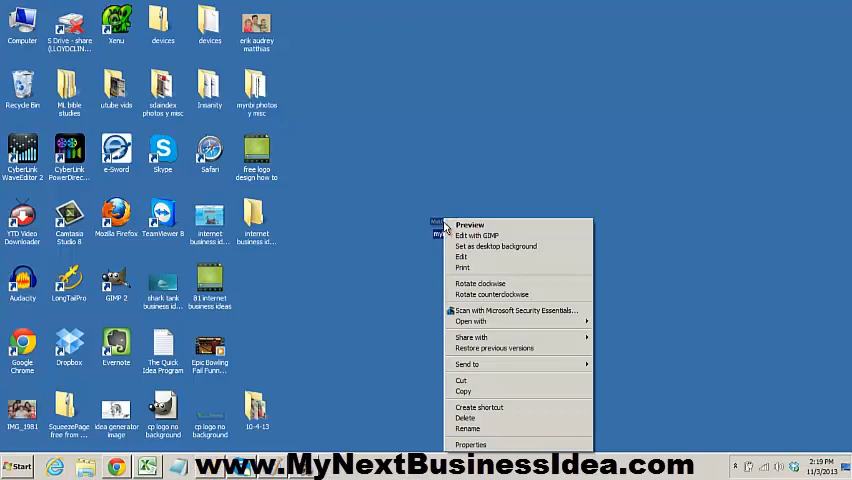 Computer
S Drive - share
(LLOYDCLIN...
Xenu
devices
devices
erik audrey
matthias
Recycle Bin
ML bible
studies
utube vids
sdaindex
photos y misc
Insanity
mynbi photos
y misc
CyberLink
WaveEditor 2
CyberLink
PowerDirec...
e-Sword
Skype
Safari
free logo
design how to
YTD Video
Downloader
Camtasia
Studio 8
Mozilla Firefox
TeamViewer 8
internet
business id...
internet
business ide...
Audacity
LongTailPro
GIMP 2
shark tank
business id...
81 internet
business ideas
Google
Chrome
Dropbox
Evernote
The Quick
Idea Program
Epic Bowling
Fail Funn...
IMG_1981
SqueezePage
free from ...
idea generator
image
cp logo no
background
cp logo no
background
10-4-13
my
Preview
Edit with GIMP
Set as desktop background
Edit
Print
Rotate clockwise
Rotate counterclockwise
Scan with Microsoft Security Essentials...
Open with
Share with
Restore previous versions
Send to
Cut
Copy
Create shortcut
Delete
Rename
Properties
Start
www.MyNextBusinessIdea.com
2:19 PM
11/3/2013